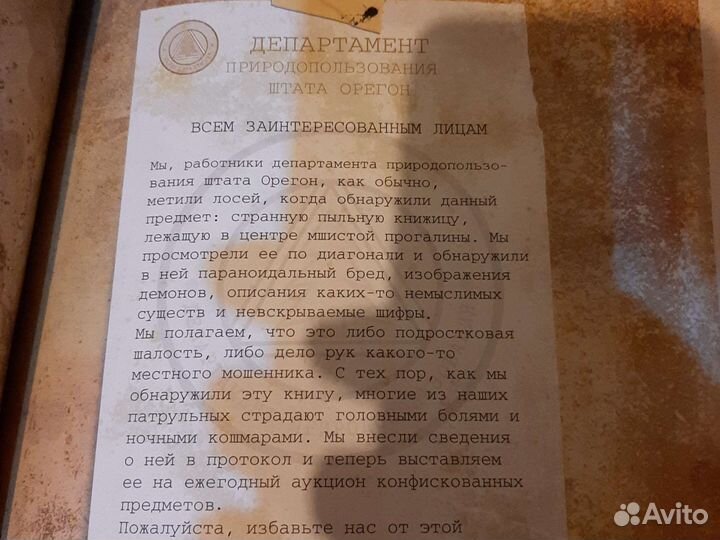 ДЕПАРТАМЕНТ
ПРИРОДОПОЛЬЗОВАНИЯ
ШТАТА ОРЕГОН
ВСЕМ ЗАИНТЕРЕСОВАННЫМ ЛИЦАМ
Мы, работники департамента природопользо-
вания штата Орегон, как обычно,
метили лосей, когда обнаружили данный
предмет: странную пыльную книжицу,
лежащую в центре мшистой прогалины. Мы
просмотрели ее по диагонали и обнаружили
в ней параноидальный бред, изображения
демонов, описания каких-то немыслимых
существ и невскрываемые шифры.
Мы полагаем, что это либо подростковая
шалость, либо дело рук какого-то
местного мошенника. С тех пор, как мы
обнаружили эту книгу, многие из наших
патрульных страдают головными болями и
ночными кошмарами. Мы внесли сведения
о ней в протокол и теперь выставляем
ее на ежегодный аукцион конфискованных
предметов.
Пожалуйста, избавьте нас от этой
Avito